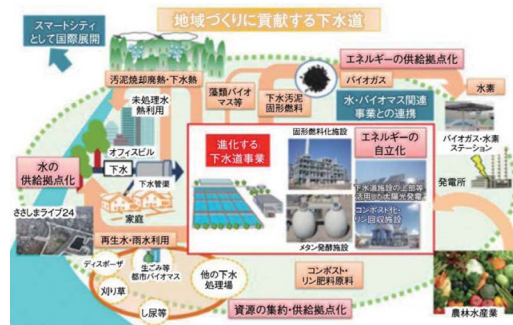 地域づくりに貢献する下水道
スマートシティ
として国際展開
エネルギーの供給拠点化
汚泥焼却廃熱・下水熱
藻類バイオ
マス等
下水汚泥
固形燃料
バイオガス
水素
未処理水
熱利用
水・バイオマス関連
事業との連携
バイオガス・水素
ステーション
オフィスビル
進化する
下水道事業
固形燃料化施設
エネルギーの
自立化
水の
供給拠点化
下水
下水管渠
下水道施設の上部等を
活用した太陽光発電
発電所
家庭
ささしまライブ24
コンポスト化・
リン回収施設
再生水・雨水利用
メタン発酵施設
ディスポーザ
生ごみ等
都市バイオマス
他の下水
処理場
刈り草
し尿等
コンポスト・
リン肥料原料
資源の集約・供給拠点化
農林水産業